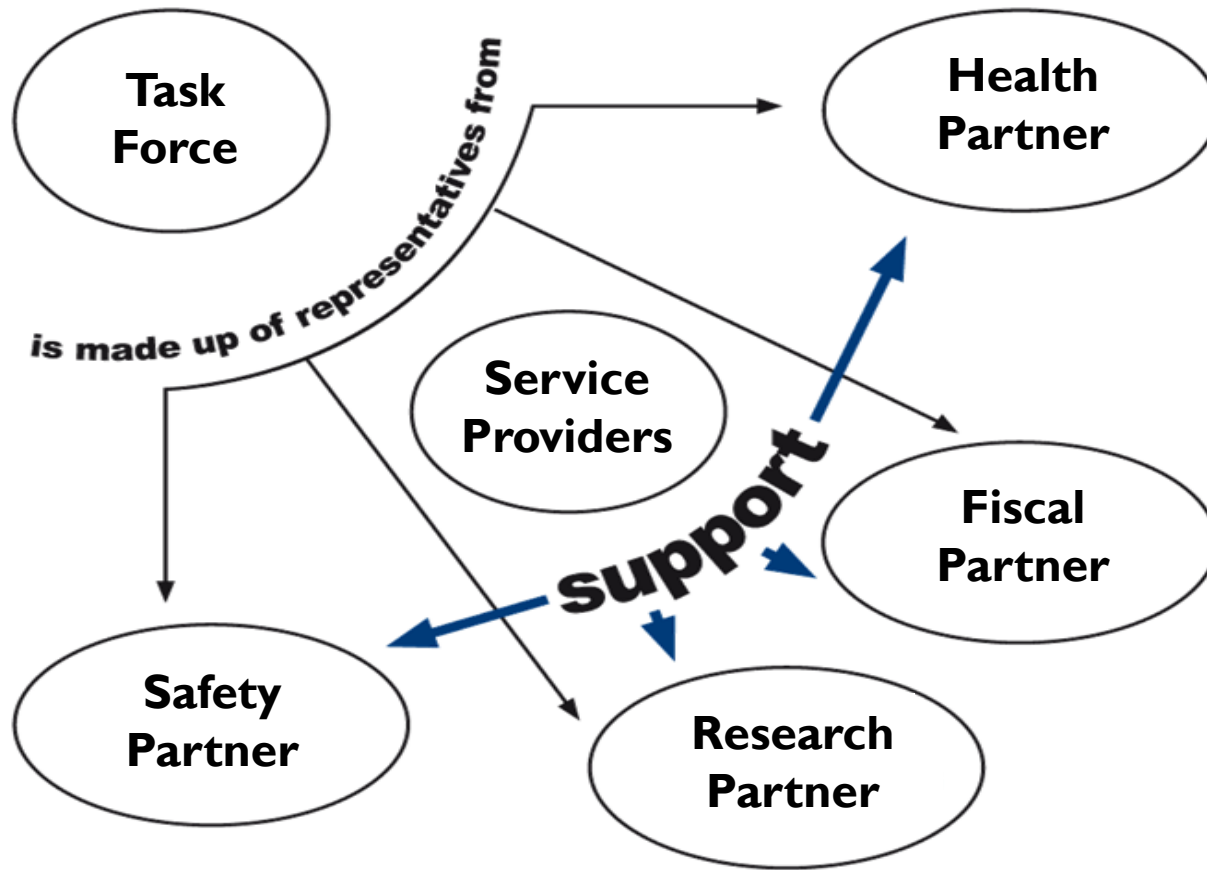 Task
Force
is made up of representatives from
Health
Partner
Service
Providers
support
Fiscal
Partner
Safety
Partner
Research
Partner